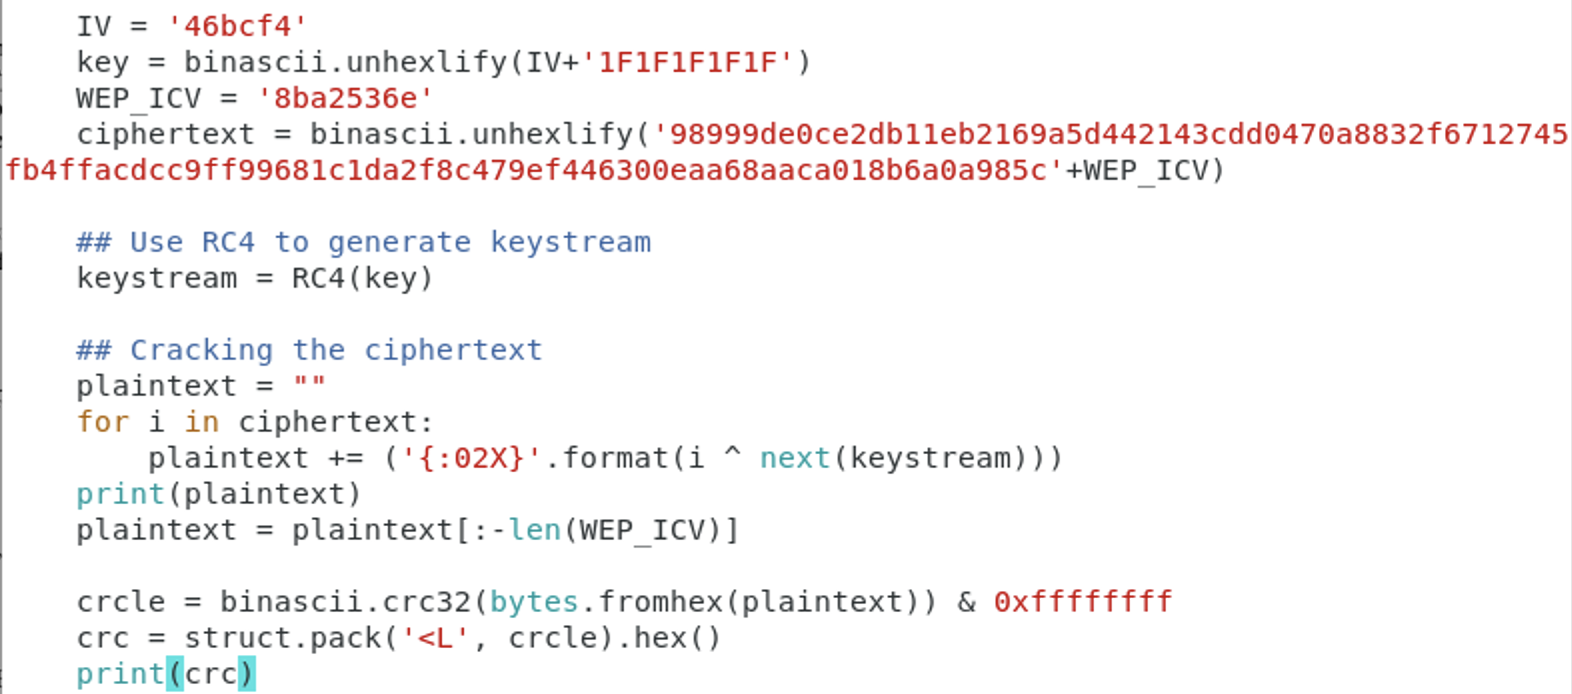 IV = '46bcf4'
key = binascii.unhexlify(IV+'1F1F1F1F1F')
WEP_ICV = '8ba2536e'
ciphertext = binascii.unhexlify('98999de0ce2db11eb2169a5d442143cdd0470a8832f6712745
fb4ffacdcc9ff99681c1da2f8c479ef446300eaa68aaca018b6a0a985c'+WEP_ICV)
## Use RC4 to generate keystream
keystream = RC4(key)
## Cracking the ciphertext
plaintext = ""
for i in ciphertext:
plaintext += ('{:02X}'.format(i ^ next(keystream)))
print(plaintext)
plaintext = plaintext[:-len(WEP_ICV)]
crcle = binascii.crc32(bytes.fromhex(plaintext)) & 0xffffffff
crc = struct.pack('<L', crcle).hex()
print(crc)